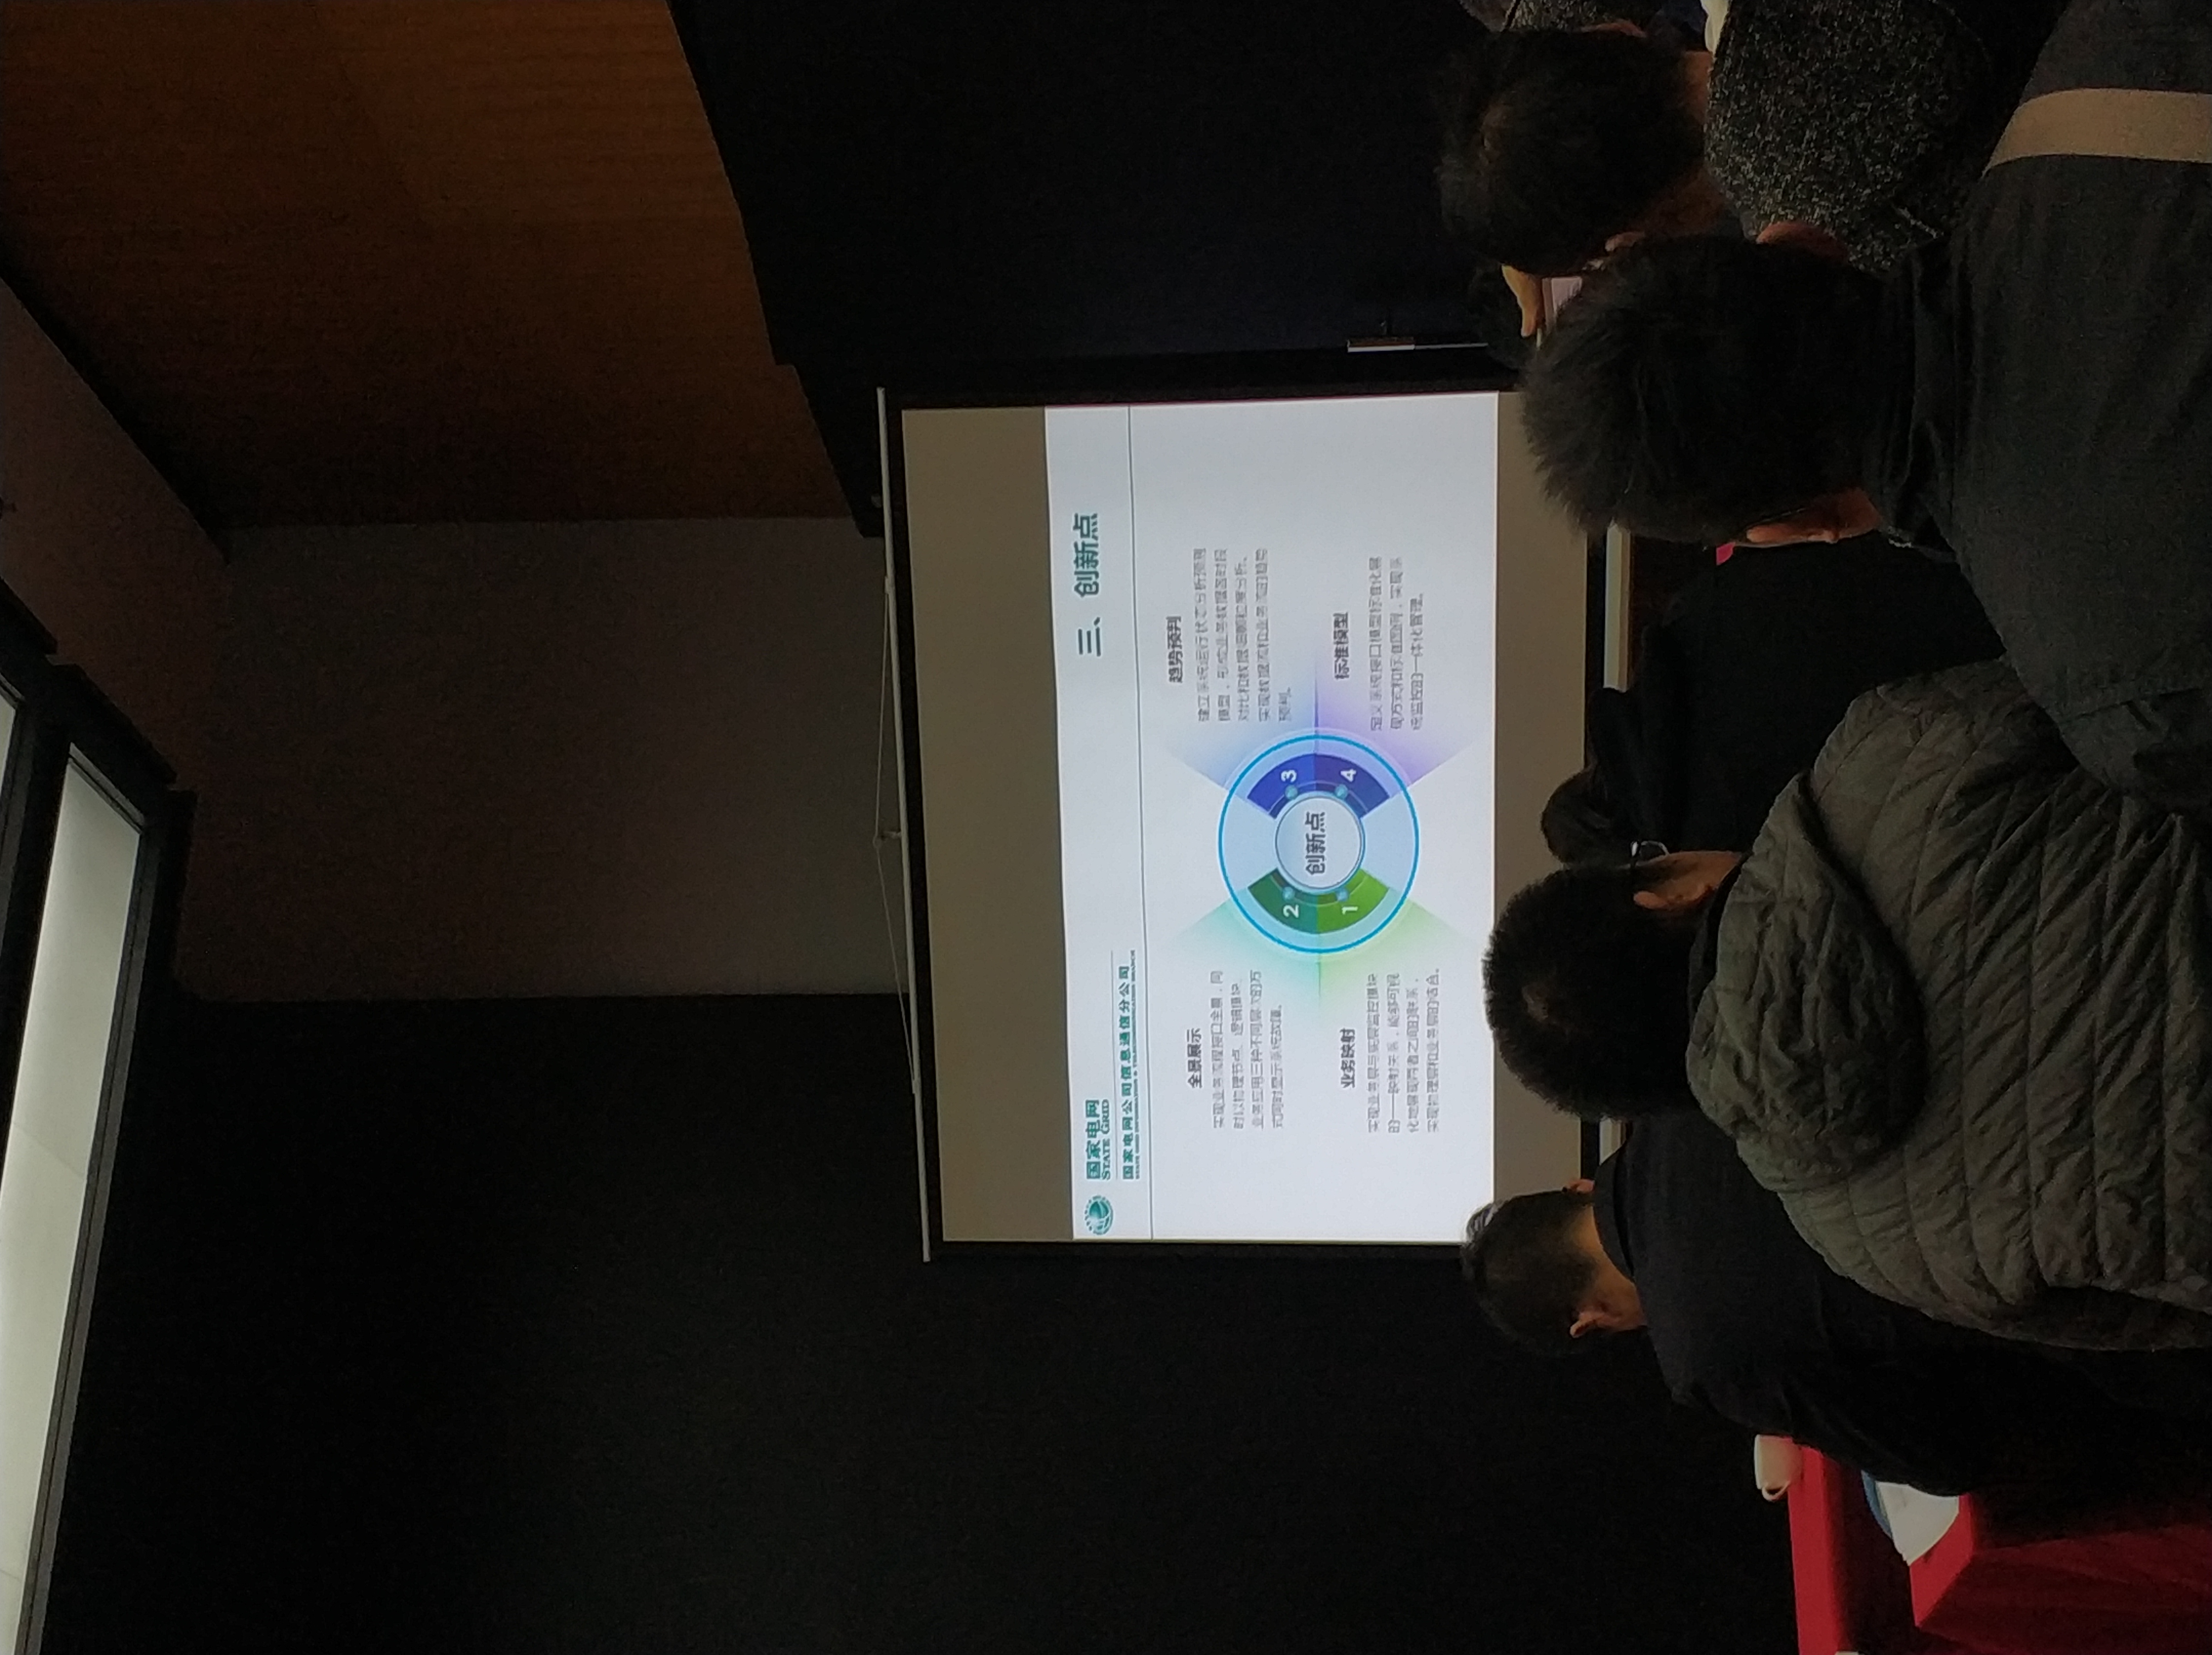 国家电网
STATE GRID
国家电网公司信息通信分公司
STATE GRID INFORMATION & TELECOMMUNICATION BRANCH
三、创新点
全景展示
实现业务流程接口全景，同
时以物理节点、逻辑模块、
业务应用三种不同层次的方
式同时显示系统故障。
业务映射
实现业务层与底层监控模块
的一一映射关系，能够可视
化地展现两者之间的联系，
实现物理层和业务层的结合。
2
1
创新点
3
4
趋势预判
建立系统运行状态分析预测
模型，形成业务数据各时段
对比和数据细颗粒度分析、
实现数据流和业务流的趋势
预判。
标准模型
定义系统接口模型标准化展
现方式和标准图例，实现系
统监控的一体化管理。